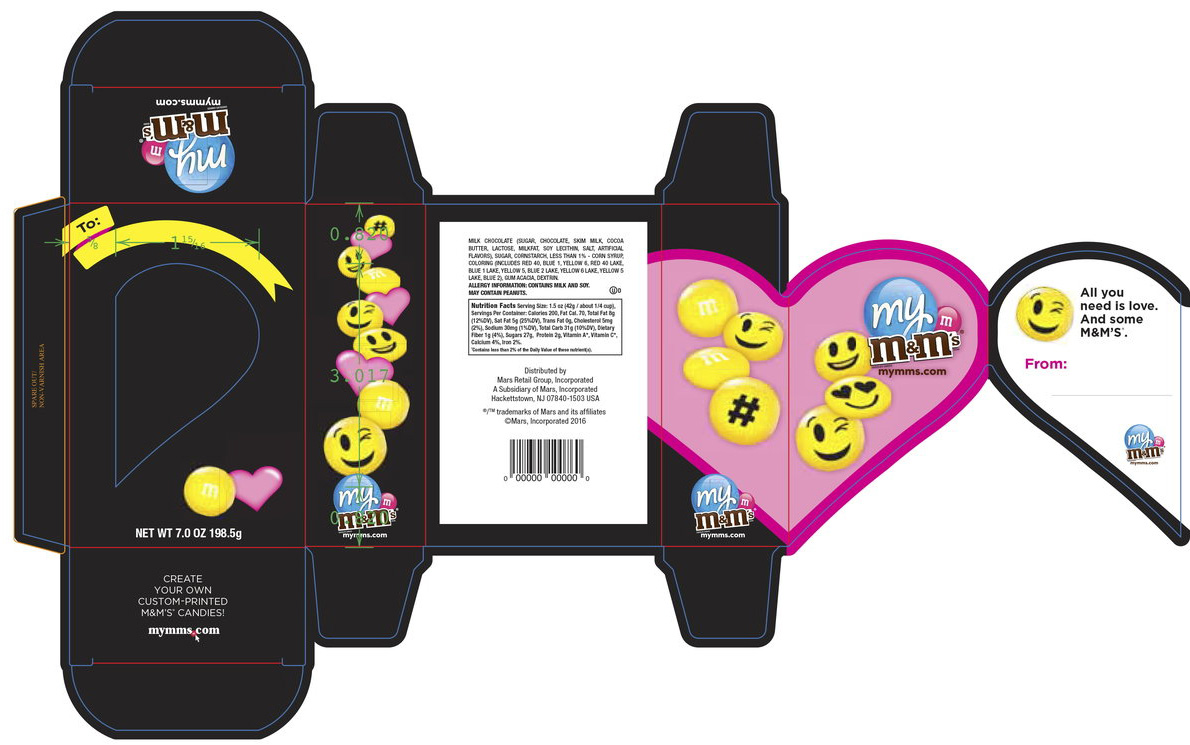 mymms.com
my
m
m&m's
To:
7/8
1 15/16
SPARE OUT/
NON-VARNISH AREA
m
NET WT 7.0 OZ 198.5g
CREATE
YOUR OWN
CUSTOM-PRINTED
M&M'S® CANDIES!
mymms.com
#
m
m
0.820
3.017
my
m
m&m's
mymms.com
MILK CHOCOLATE (SUGAR, CHOCOLATE, SKIM MILK, COCOA
BUTTER, LACTOSE, MILKFAT, SOY LECITHIN, SALT, ARTIFICIAL
FLAVORS), SUGAR, CORNSTARCH, LESS THAN 1% - CORN SYRUP,
COLORING (INCLUDES RED 40, BLUE 1, YELLOW 6, RED 40 LAKE,
BLUE 1 LAKE, YELLOW 5, BLUE 2 LAKE, YELLOW 6 LAKE, YELLOW 5
LAKE, BLUE 2), GUM ACACIA, DEXTRIN.
ALLERGY INFORMATION: CONTAINS MILK AND SOY.
MAY CONTAIN PEANUTS.
UD
Nutrition Facts Serving Size: 1.5 oz (42g / about 1/4 cup),
Servings Per Container: Calories 200, Fat Cal. 70, Total Fat 8g
(12%DV), Sat Fat 5g (25%DV), Trans Fat 0g, Cholesterol 5mg
(2%), Sodium 30mg (1%DV), Total Carb 31g (10%DV), Dietary
Fiber 1g (4%), Sugars 27g, Protein 2g, Vitamin A*, Vitamin C*,
Calcium 4%, Iron 2%.
*Contains less than 2% of the Daily Value of these nutrient(s).
Distributed by
Mars Retail Group, Incorporated
A Subsidiary of Mars, Incorporated
Hackettstown, NJ 07840-1503 USA
®/™ trademarks of Mars and its affiliates
©Mars, Incorporated 2016
0 00000 00000 0
my
m
m&m's
mymms.com
m
m
#
my
m
m&m's
mymms.com
All you
need is love.
And some
M&M'S®.
From:
my
m
m&m's
mymms.com